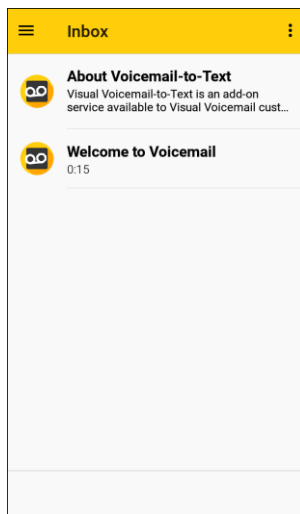 Inbox
About Voicemail-to-Text
Visual Voicemail-to-Text is an add-on
service available to Visual Voicemail cust...
Welcome to Voicemail
0:15